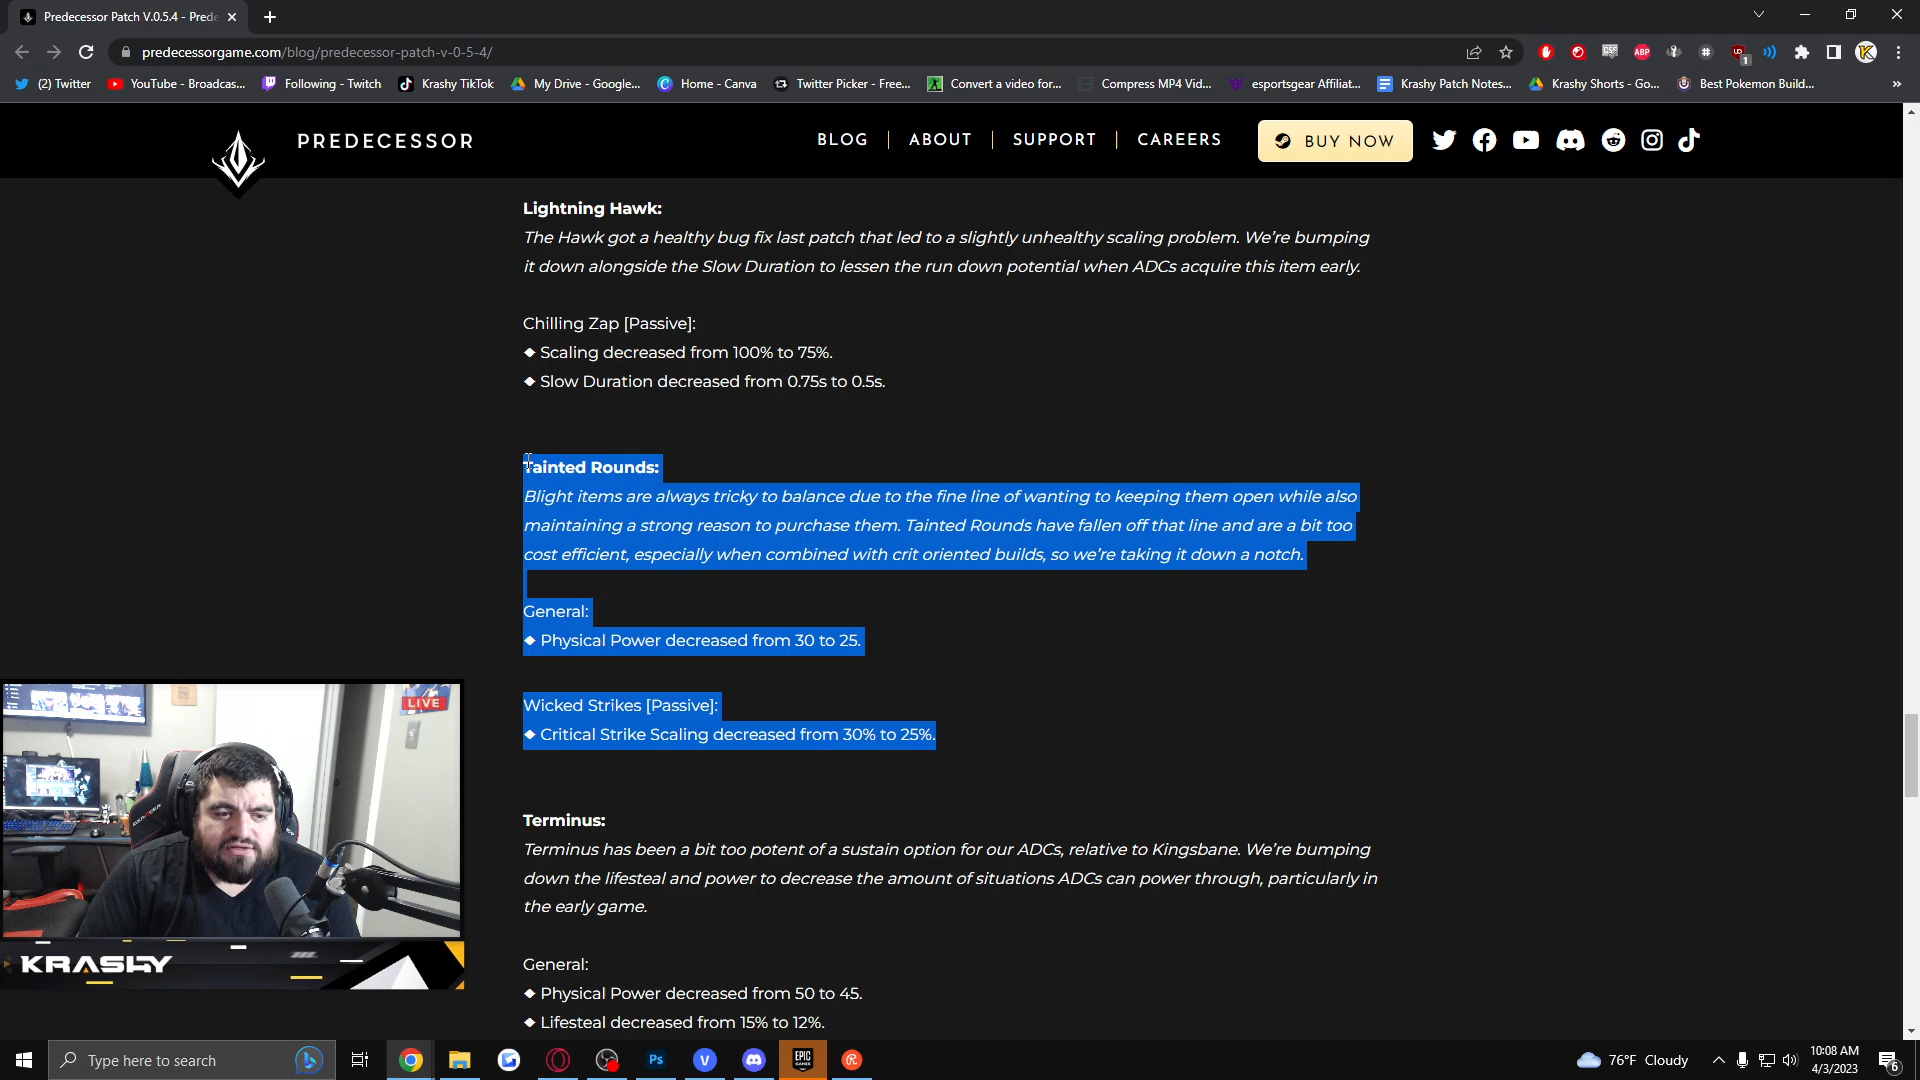 Predecessor Patch V.0.5.4 - Prede
predecessorgame.com/blog/predecessor-patch-v-0-5-4/
(2) Twitter
YouTube - Broadcas...
Following - Twitch
Krashy TikTok
My Drive - Google...
Home - Canva
Twitter Picker - Free...
Convert a video for...
Compress MP4 Vid...
esportsgear Affiliat...
Krashy Patch Notes...
Krashy Shorts - Go...
Best Pokemon Build...
PREDECESSOR
BLOG
ABOUT
SUPPORT
CAREERS
BUY NOW
Lightning Hawk:
The Hawk got a healthy bug fix last patch that led to a slightly unhealthy scaling problem. We're bumping
it down alongside the Slow Duration to lessen the run down potential when ADCs acquire this item early.
Chilling Zap [Passive]:
◆ Scaling decreased from 100% to 75%.
◆ Slow Duration decreased from 0.75s to 0.5s.
Tainted Rounds:
Blight items are always tricky to balance due to the fine line of wanting to keeping them open while also
maintaining a strong reason to purchase them. Tainted Rounds have fallen off that line and are a bit too
cost efficient, especially when combined with crit oriented builds, so we're taking it down a notch.
General:
◆ Physical Power decreased from 30 to 25.
Wicked Strikes [Passive]:
◆ Critical Strike Scaling decreased from 30% to 25%.
Terminus:
Terminus has been a bit too potent of a sustain option for our ADCs, relative to Kingsbane. We're bumping
down the lifesteal and power to decrease the amount of situations ADCs can power through, particularly in
the early game.
General:
◆ Physical Power decreased from 50 to 45.
◆ Lifesteal decreased from 15% to 12%.
LIVE
KRASHY
Type here to search
76°F Cloudy
10:08 AM
4/3/2023
6